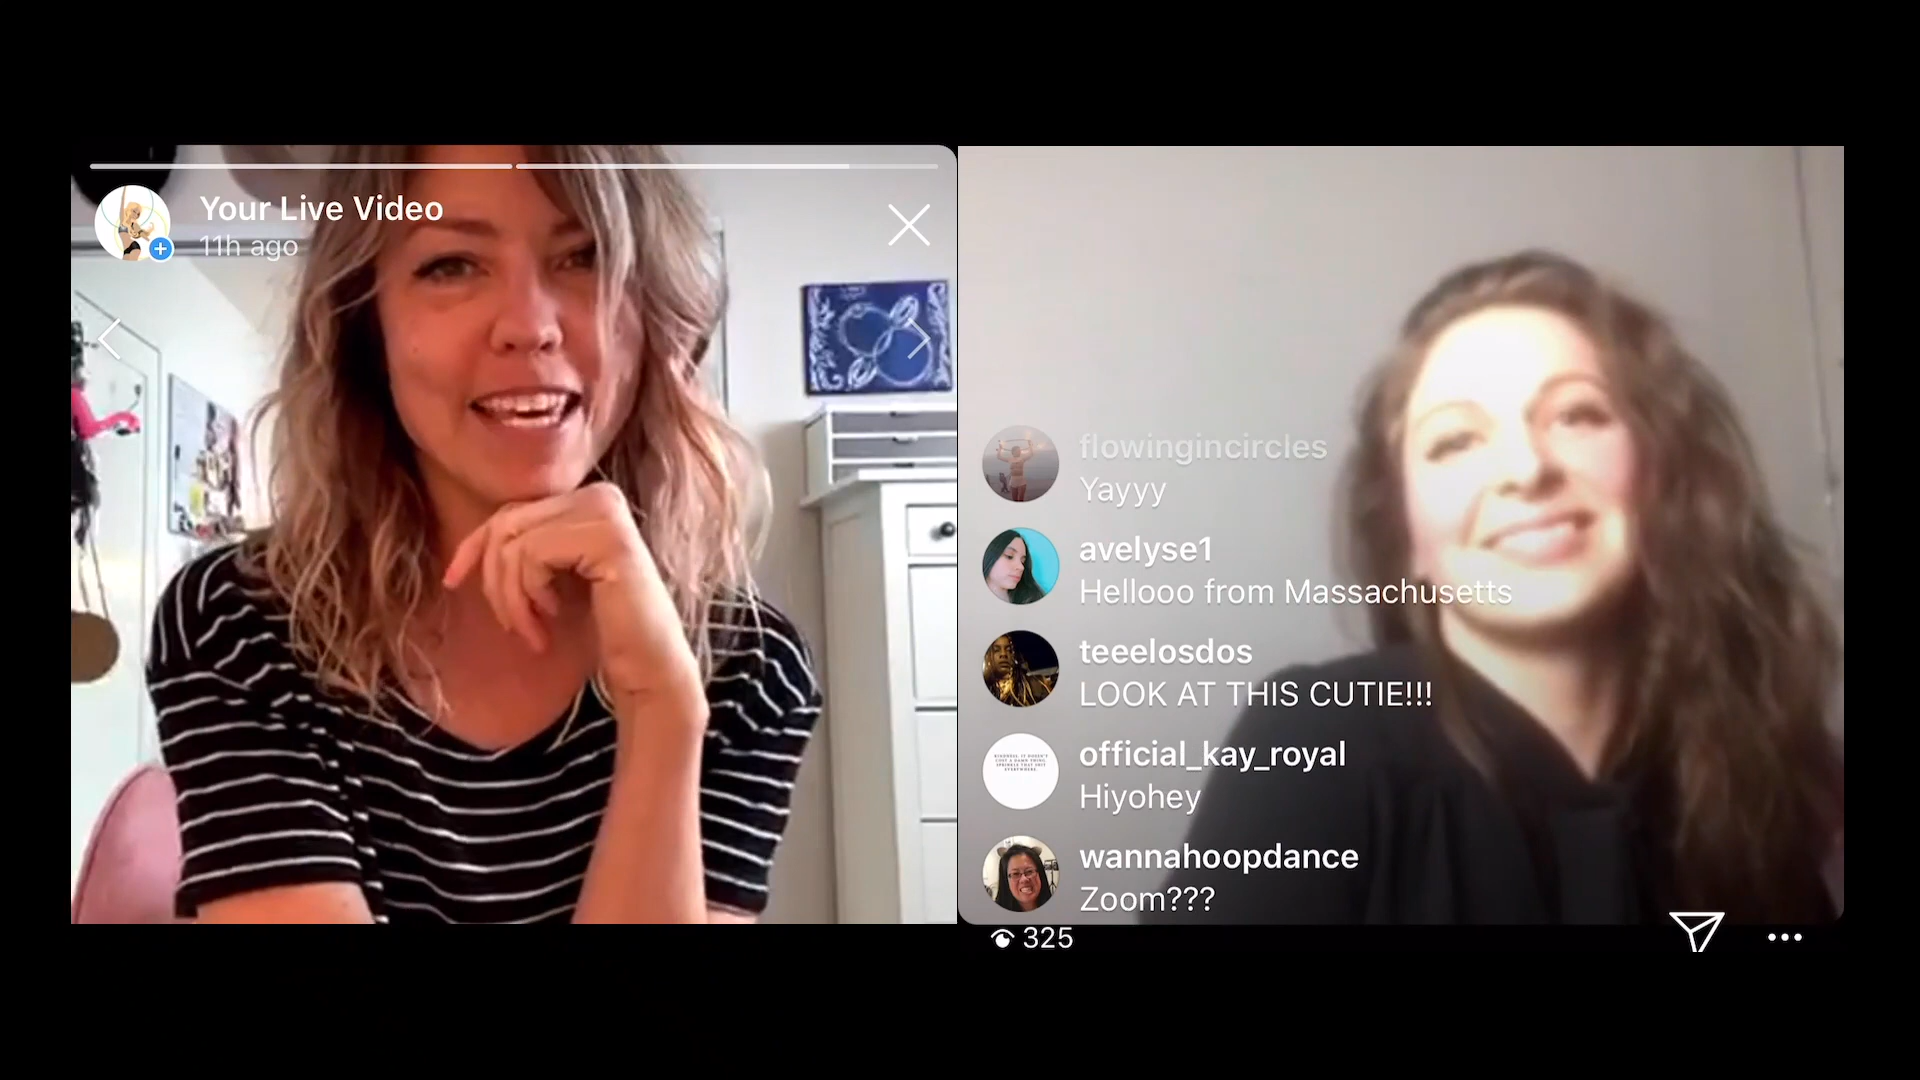 Your Live Video
11h ago
flowingincircles
Yayyy
avelyse1
Hellooo from Massachusetts
teeelosdos
LOOK AT THIS CUTIE!!!
official_kay_royal
Hiyohey
wannahoopdance
Zoom???
325